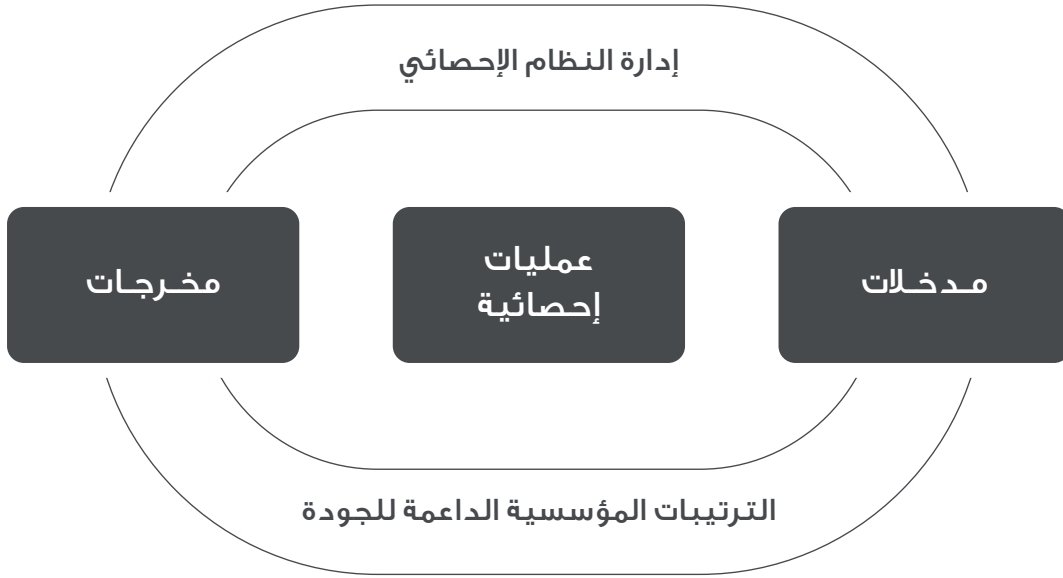 إدارة النظام الإحصائي
مدخلات
عمليات
إحصائية
مخرجات
الترتيبات المؤسسية الداعمة للجودة